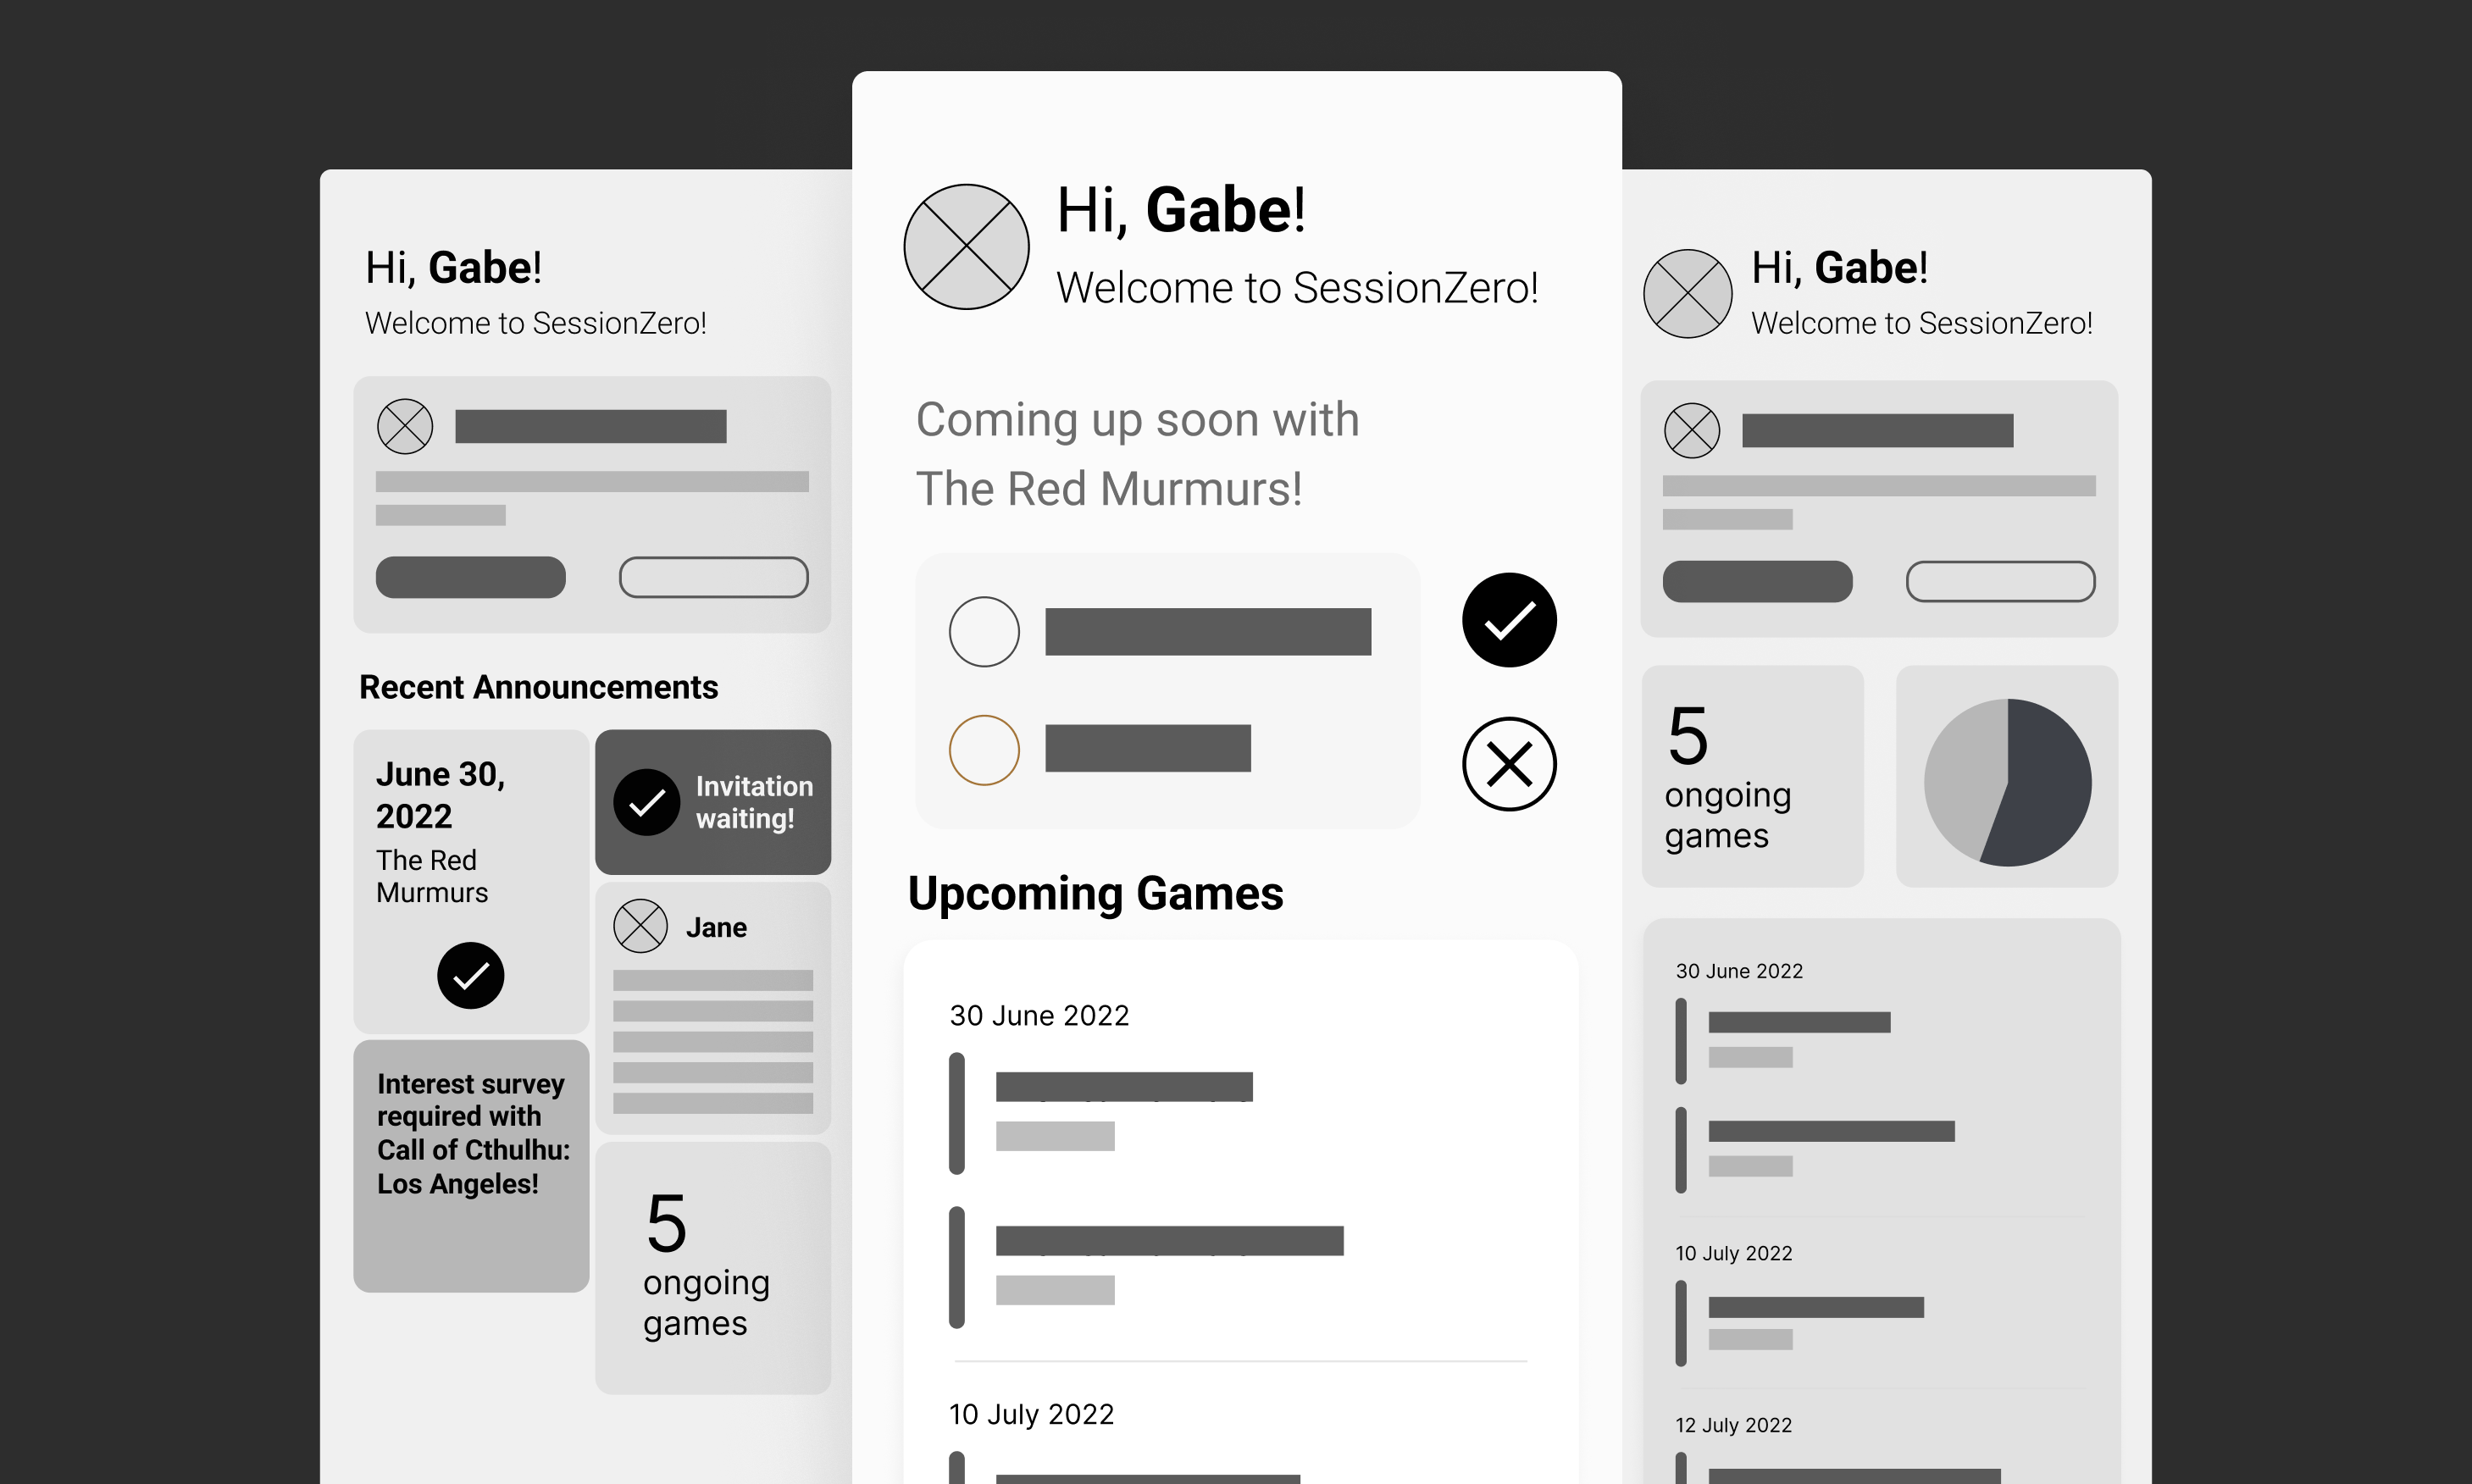 Hi, Gabe!
Welcome to SessionZero!
Recent Announcements
June 30,
2022
The Red
Murmurs
Invitation
waiting!
Jane
Interest survey
required with
Call of Cthulhu:
Los Angeles!
5
ongoing
games
Hi, Gabe!
Welcome to SessionZero!
Coming up soon with
The Red Murmurs!
Upcoming Games
30 June 2022
10 July 2022
Hi, Gabe!
Welcome to SessionZero!
5
ongoing
games
30 June 2022
10 July 2022
12 July 2022